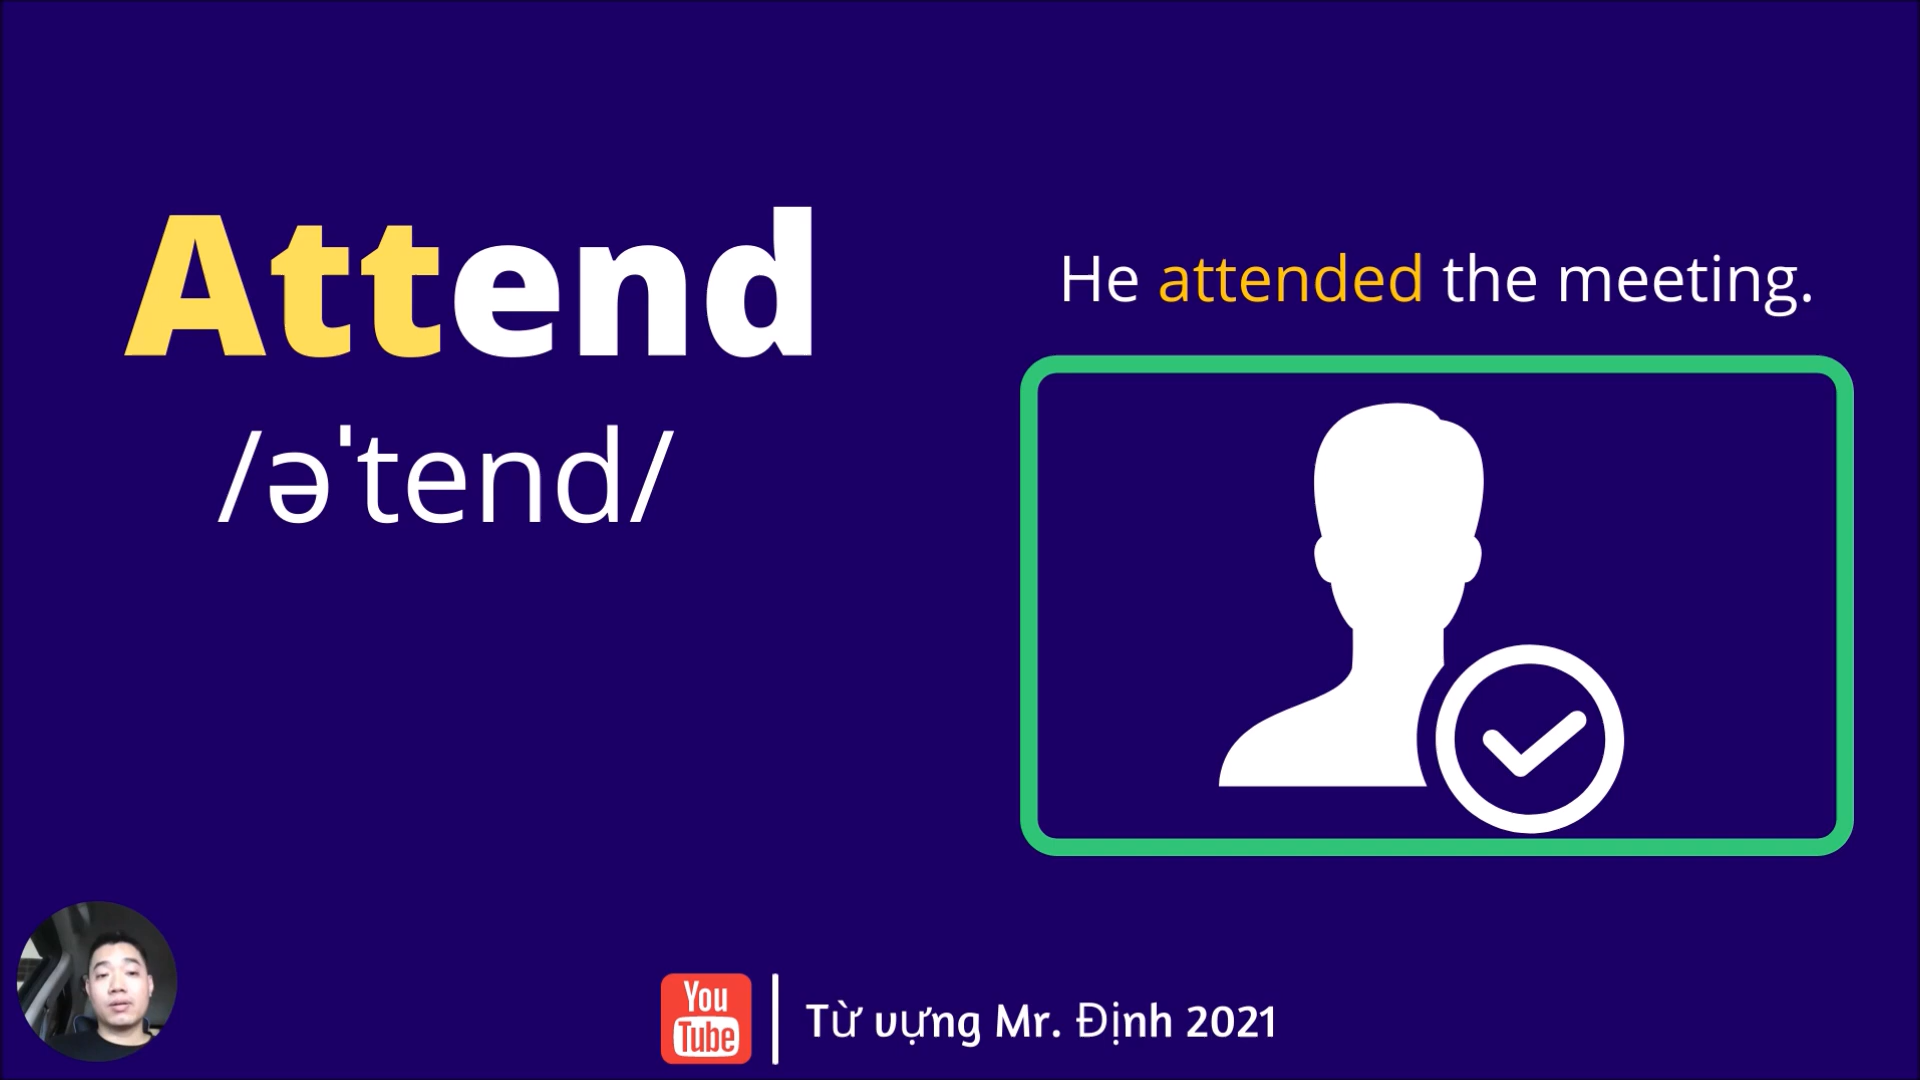 Attend
/əˈtend/
He attended the meeting.
You
Tube
Từ vựng Mr. Định 2021